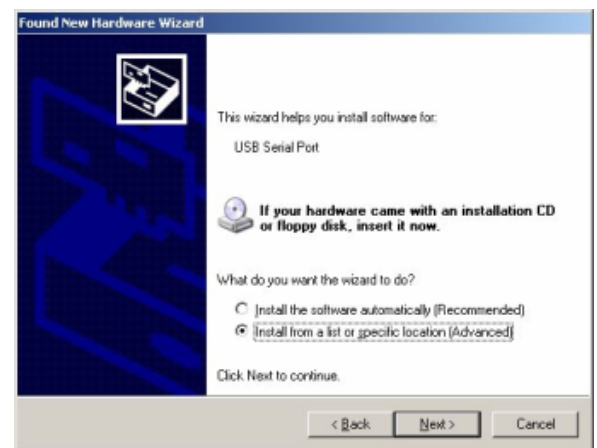 Found New Hardware Wizard
This wizard helps you install software for:
USB Serial Port
If your hardware came with an installation CD
or floppy disk, insert it now.
What do you want the wizard to do?
Install the software automatically (Recommended)
Install from a list or specific location (Advanced)
Click Next to continue.
< Back Next > Cancel